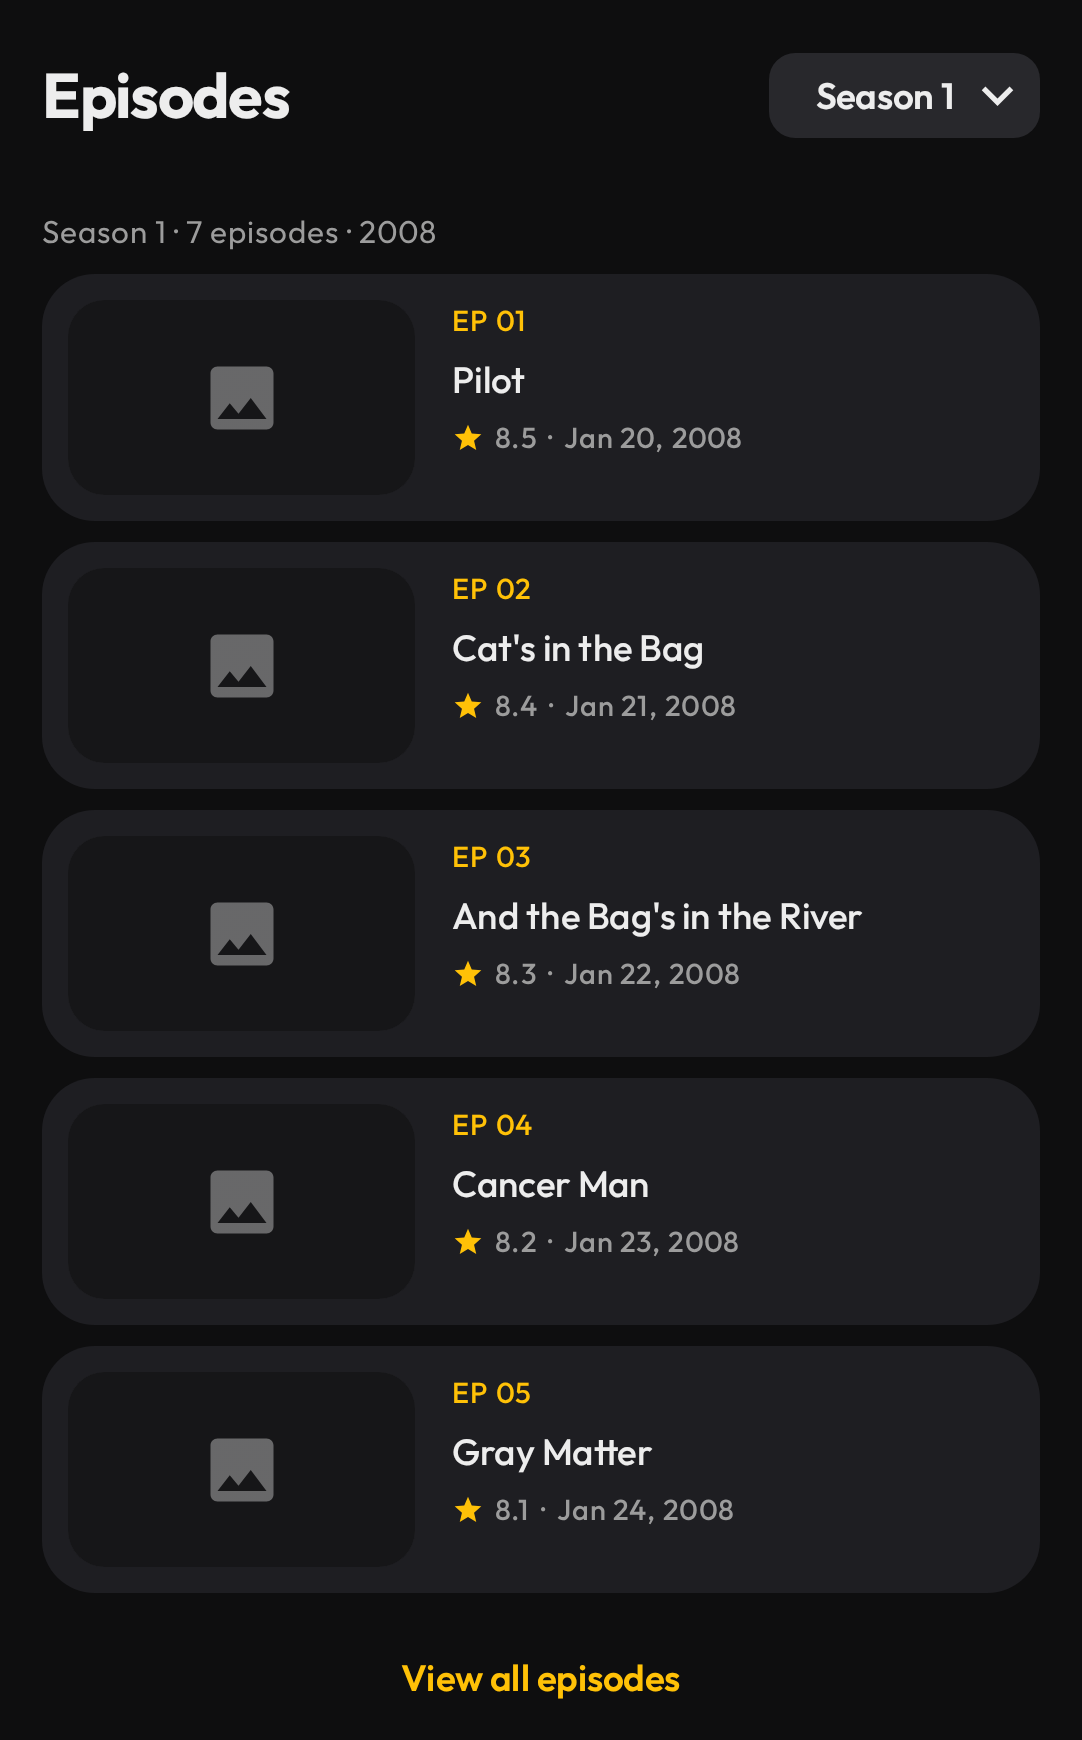 Episodes
Season 1
Season 1 · 7 episodes · 2008
EP 01
Pilot
8.5 · Jan 20, 2008
EP 02
Cat's in the Bag
8.4 · Jan 21, 2008
EP 03
And the Bag's in the River
8.3 · Jan 22, 2008
EP 04
Cancer Man
8.2 · Jan 23, 2008
EP 05
Gray Matter
8.1 · Jan 24, 2008
View all episodes